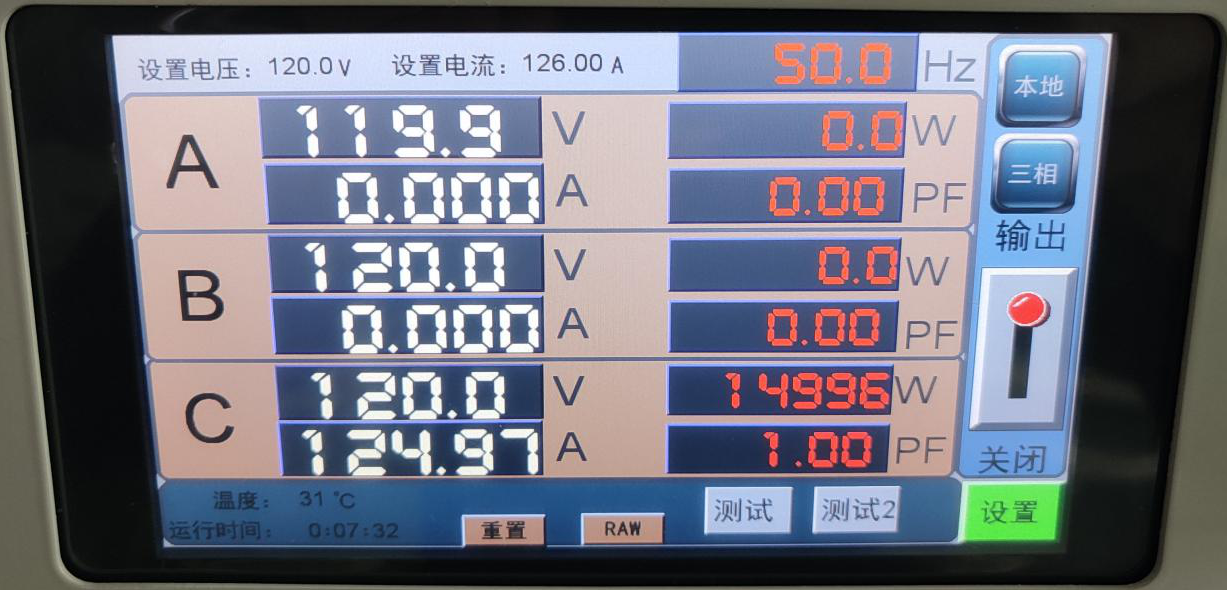 设置电压：120.0V 设置电流：126.00 A 50.0 Hz
本地
A 119.9 V 0.0 W
0.000 A 0.00 PF
三相
输出
B 120.0 V 0.0 W
0.000 A 0.00 PF
C 120.0 V 14996 W
124.97 A 1.00 PF
关闭
温度： 31 ℃
运行时间： 0:07:32
重置
RAW
测试
测试2
设置